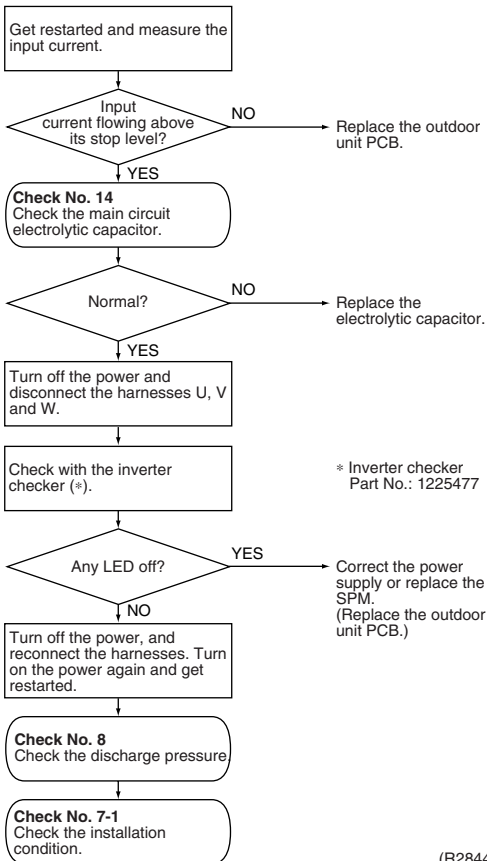 Get restarted and measure the
input current.
Input
current flowing above
its stop level?
NO
Replace the outdoor
unit PCB.
YES
Check No. 14
Check the main circuit
electrolytic capacitor.
Normal?
NO
Replace the
electrolytic capacitor.
YES
Turn off the power and
disconnect the harnesses U, V
and W.
Check with the inverter
checker (∗).
∗ Inverter checker
Part No.: 1225477
Any LED off?
YES
Correct the power
supply or replace the
SPM.
(Replace the outdoor
unit PCB.)
NO
Turn off the power, and
reconnect the harnesses. Turn
on the power again and get
restarted.
Check No. 8
Check the discharge pressure.
Check No. 7-1
Check the installation
condition.